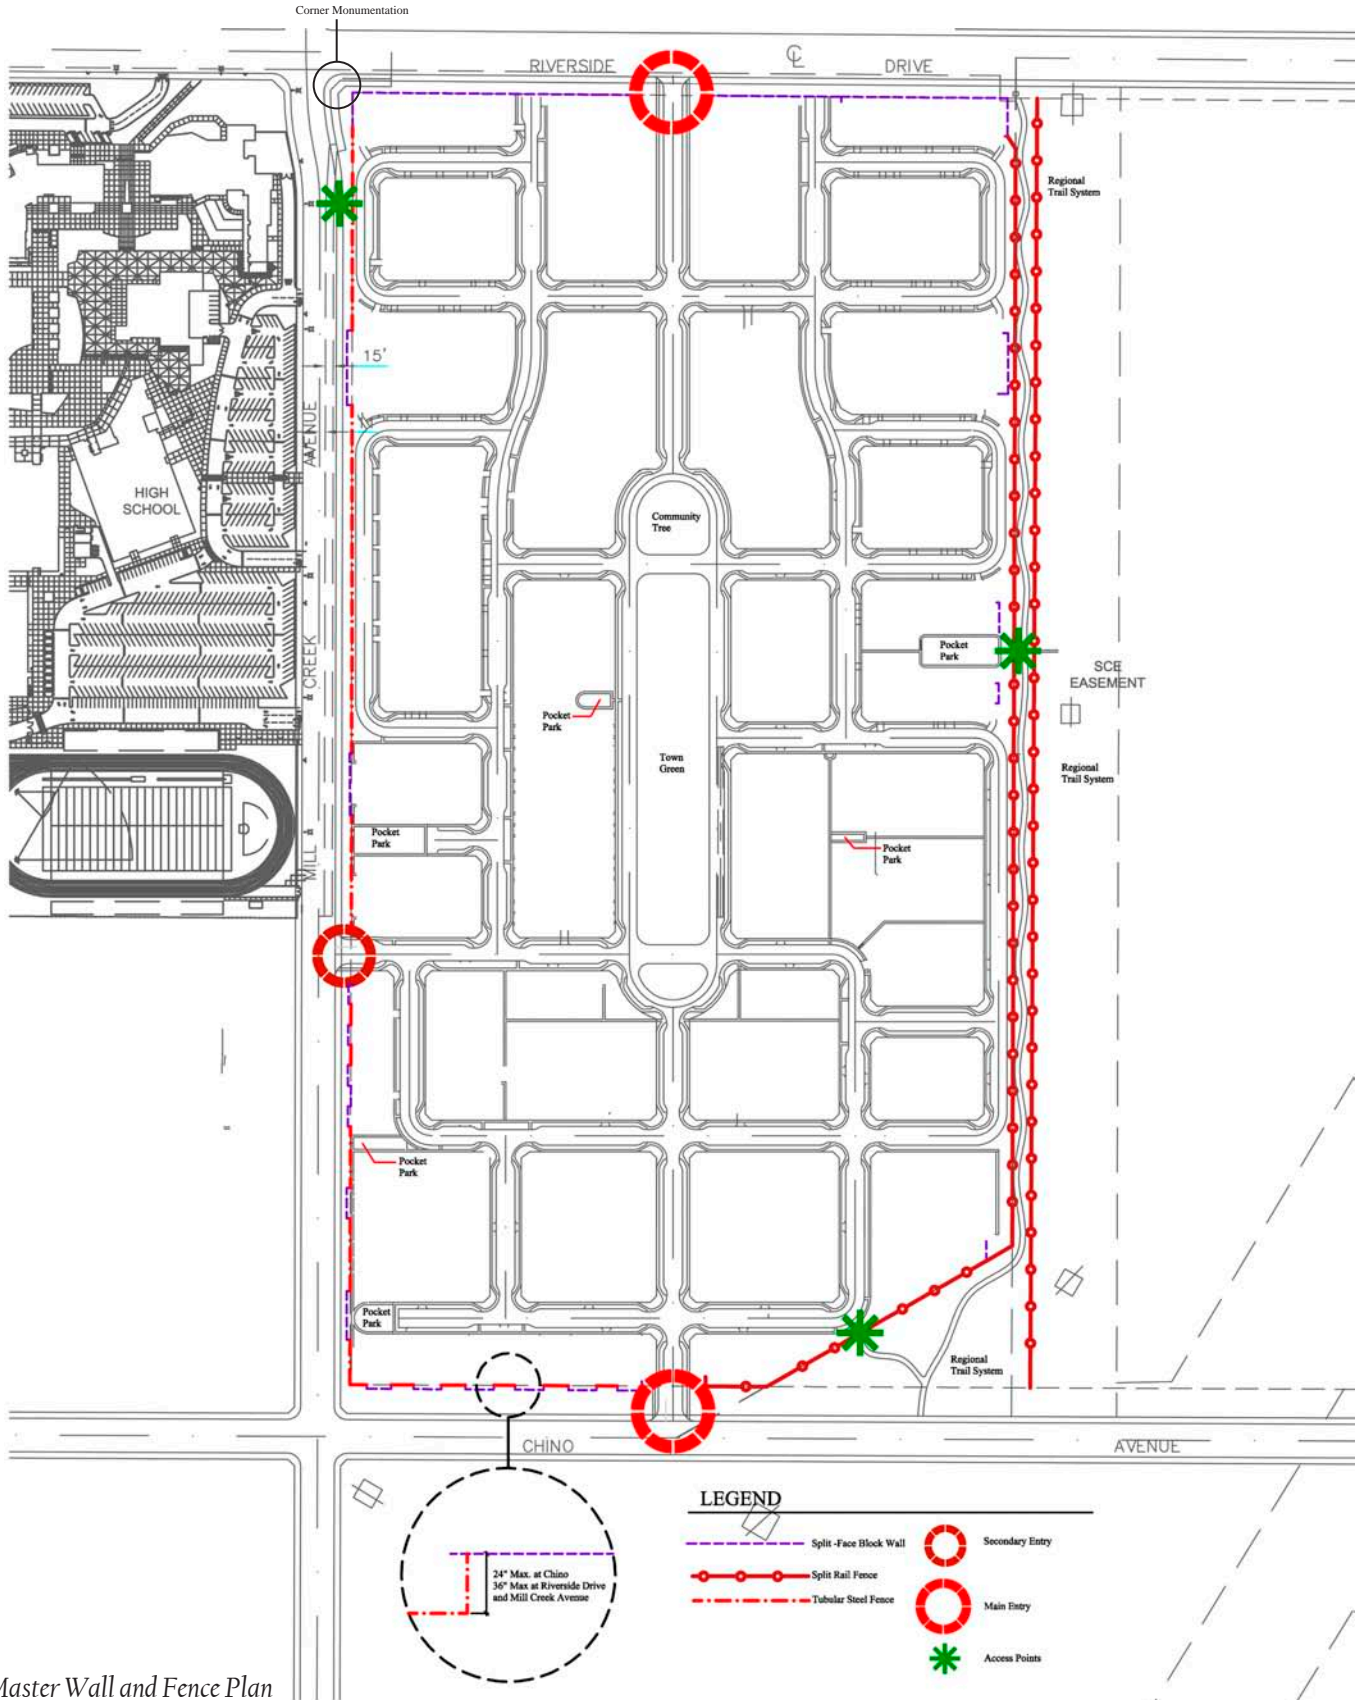 Corner Monumentation
RIVERSIDE
℄
DRIVE
Regional
Trail System
15'
AVENUE
HIGH
SCHOOL
Community
Tree
CREEK
Pocket
Park
SCE
EASEMENT
Pocket
Park
Town
Green
Regional
Trail System
Pocket
Park
Pocket
Park
MILL
Pocket
Park
Pocket
Park
Regional
Trail System
CHINO
AVENUE
LEGEND
Split -Face Block Wall
Secondary Entry
24" Max. at Chino
36" Max at Riverside Drive
and Mill Creek Avenue
Split Rail Fence
Tubular Steel Fence
Main Entry
Access Points
Master Wall and Fence Plan